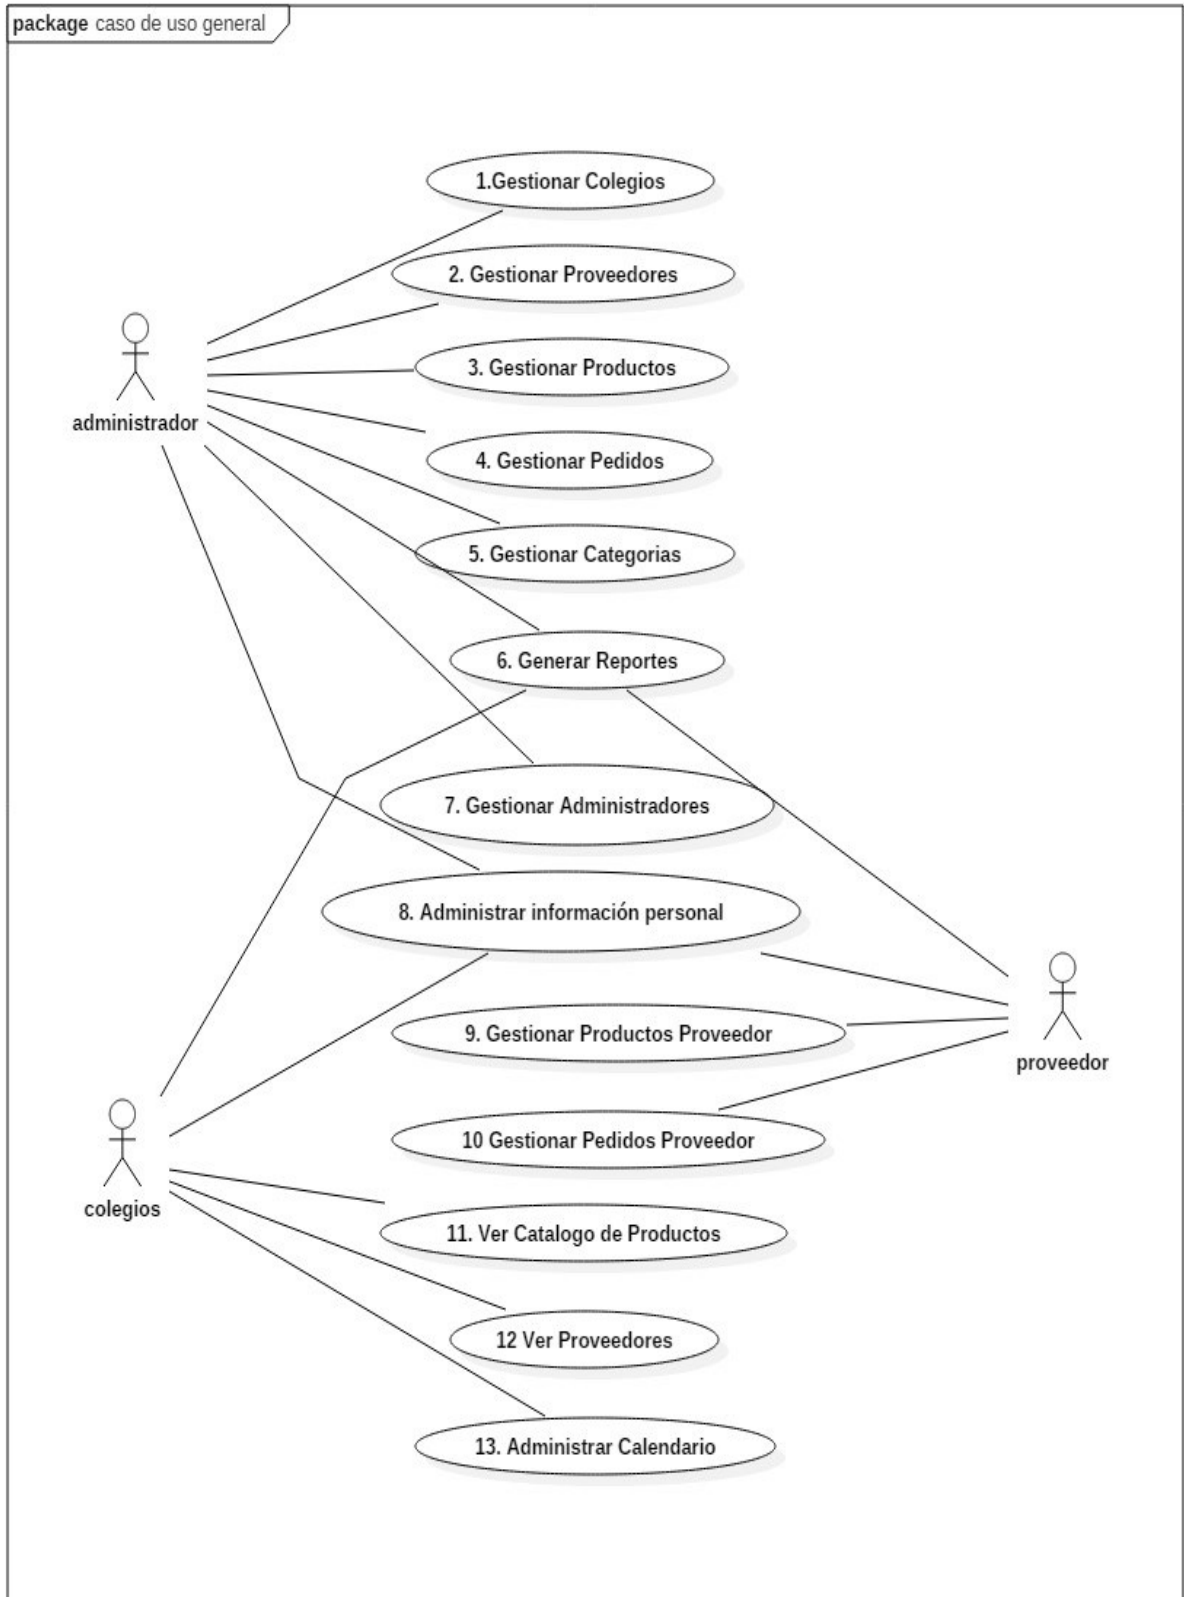 package caso de uso general
1.Gestionar Colegios
2. Gestionar Proveedores
3. Gestionar Productos
administrador
4. Gestionar Pedidos
5. Gestionar Categorias
6. Generar Reportes
7. Gestionar Administradores
8. Administrar información personal
9. Gestionar Productos Proveedor
proveedor
10 Gestionar Pedidos Proveedor
colegios
11. Ver Catalogo de Productos
12 Ver Proveedores
13. Administrar Calendario